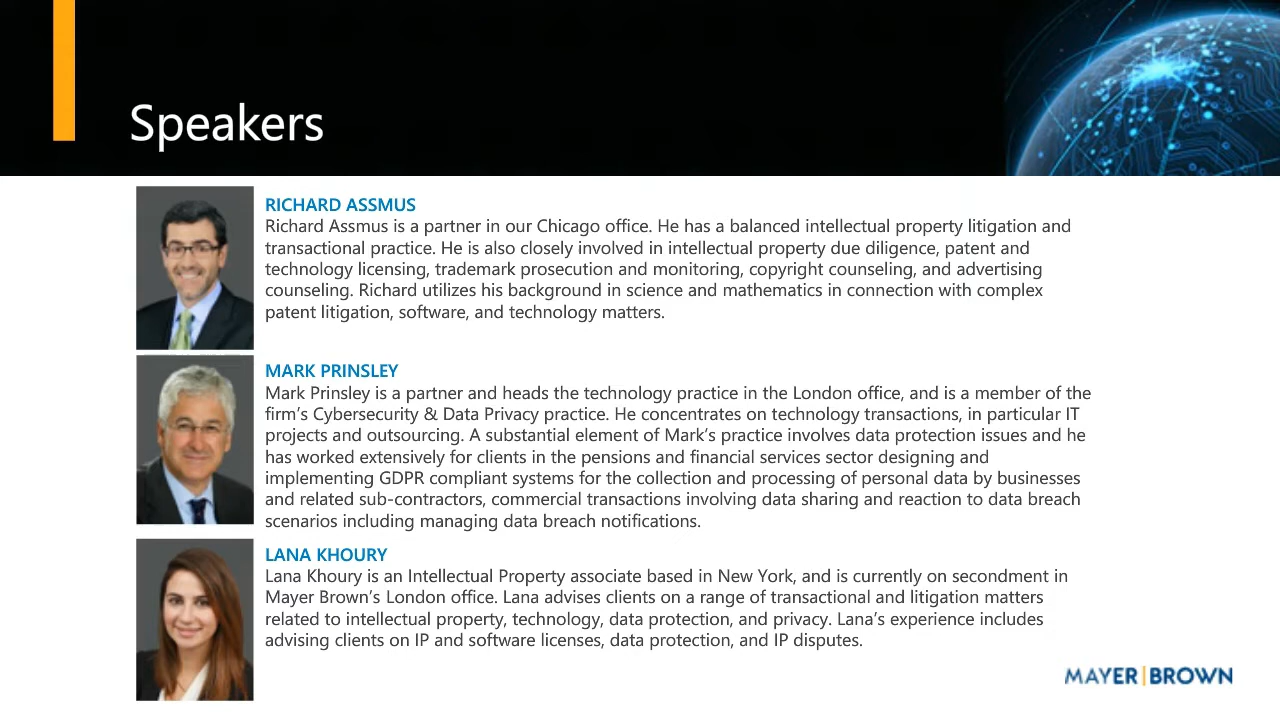 Speakers
RICHARD ASSMUS
Richard Assmus is a partner in our Chicago office. He has a balanced intellectual property litigation and
transactional practice. He is also closely involved in intellectual property due diligence, patent and
technology licensing, trademark prosecution and monitoring, copyright counseling, and advertising
counseling. Richard utilizes his background in science and mathematics in connection with complex
patent litigation, software, and technology matters.
MARK PRINSLEY
Mark Prinsley is a partner and heads the technology practice in the London office, and is a member of the
firm’s Cybersecurity & Data Privacy practice. He concentrates on technology transactions, in particular IT
projects and outsourcing. A substantial element of Mark’s practice involves data protection issues and he
has worked extensively for clients in the pensions and financial services sector designing and
implementing GDPR compliant systems for the collection and processing of personal data by businesses
and related sub-contractors, commercial transactions involving data sharing and reaction to data breach
scenarios including managing data breach notifications.
LANA KHOURY
Lana Khoury is an Intellectual Property associate based in New York, and is currently on secondment in
Mayer Brown’s London office. Lana advises clients on a range of transactional and litigation matters
related to intellectual property, technology, data protection, and privacy. Lana’s experience includes
advising clients on IP and software licenses, data protection, and IP disputes.
MAYER|BROWN